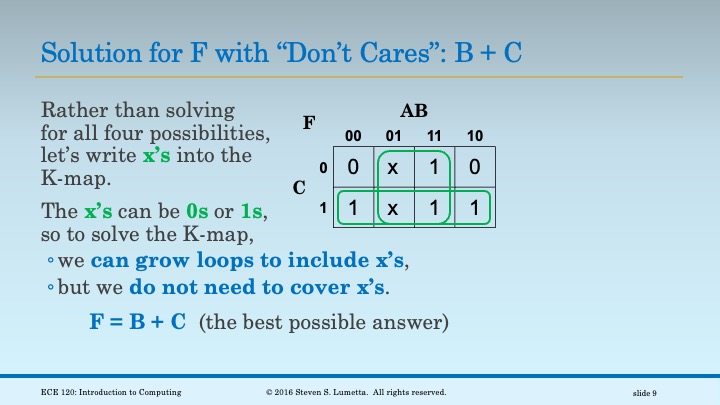 Solution for F with “Don’t Cares”: B + C
Rather than solving
for all four possibilities,
let’s write x’s into the
K-map.
The x’s can be 0s or 1s,
so to solve the K-map,
◦ we can grow loops to include x’s,
◦ but we do not need to cover x’s.
F = B + C (the best possible answer)
F AB
00 01 11 10
0 0 x 1 0
C
1 1 x 1 1
ECE 120: Introduction to Computing © 2016 Steven S. Lumetta. All rights reserved. slide 9